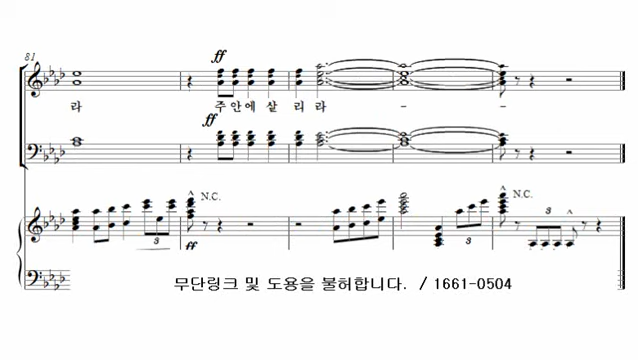 81
ff
라 주 안 에 살 리 라 - -
ff
N.C. N.C.
3 3 3
ff
무단링크 및 도용을 불허합니다. / 1661-0504